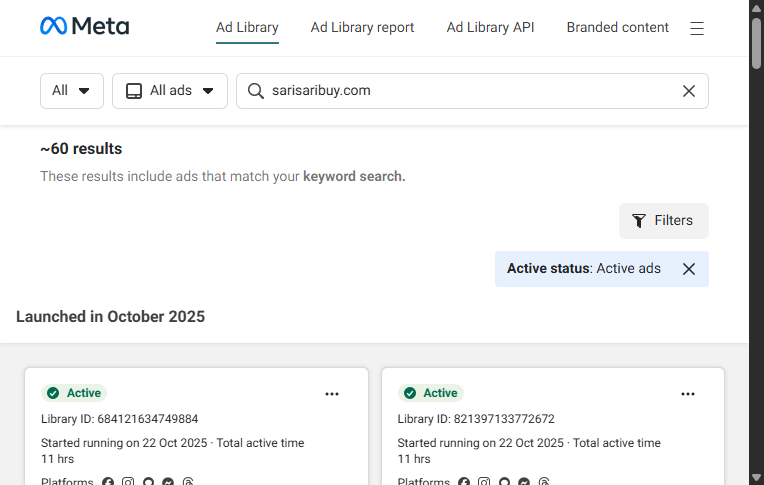 Meta
Ad Library Ad Library report Ad Library API Branded content
All All ads sarisaribuy.com
~60 results
These results include ads that match your keyword search.
Filters
Active status: Active ads
Launched in October 2025
Active
Library ID: 684121634749884
Started running on 22 Oct 2025 · Total active time
11 hrs
Platforms
Active
Library ID: 821397133772672
Started running on 22 Oct 2025 · Total active time
11 hrs
Platforms